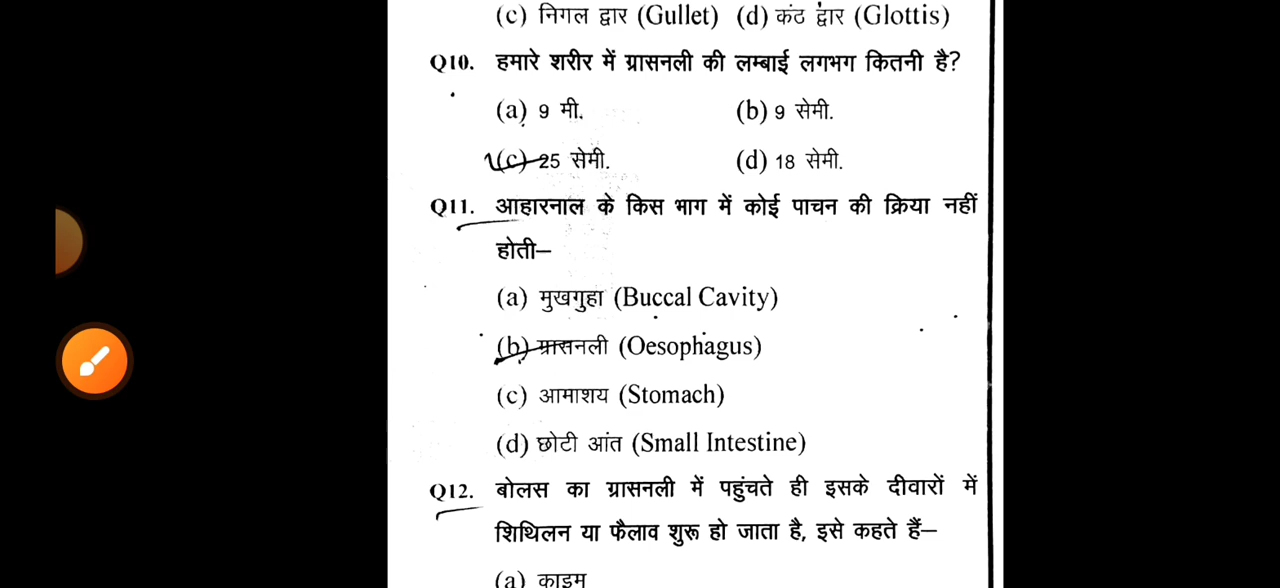 (c) निगल द्वार (Gullet) (d) कंठ द्वार (Glottis)
Q10. हमारे शरीर में ग्रासनली की लम्बाई लगभग कितनी है?
(a) 9 मी. (b) 9 सेमी.
(c) 25 सेमी. (d) 18 सेमी.
Q11. आहारनाल के किस भाग में कोई पाचन की क्रिया नहीं
होती–
(a) मुखगुहा (Buccal Cavity)
(b) ग्रासनली (Oesophagus)
(c) आमाशय (Stomach)
(d) छोटी आंत (Small Intestine)
Q12. बोलस का ग्रासनली में पहुंचते ही इसके दीवारों में
शिथिलन या फैलाव शुरू हो जाता है, इसे कहते हैं–
(a) काइम